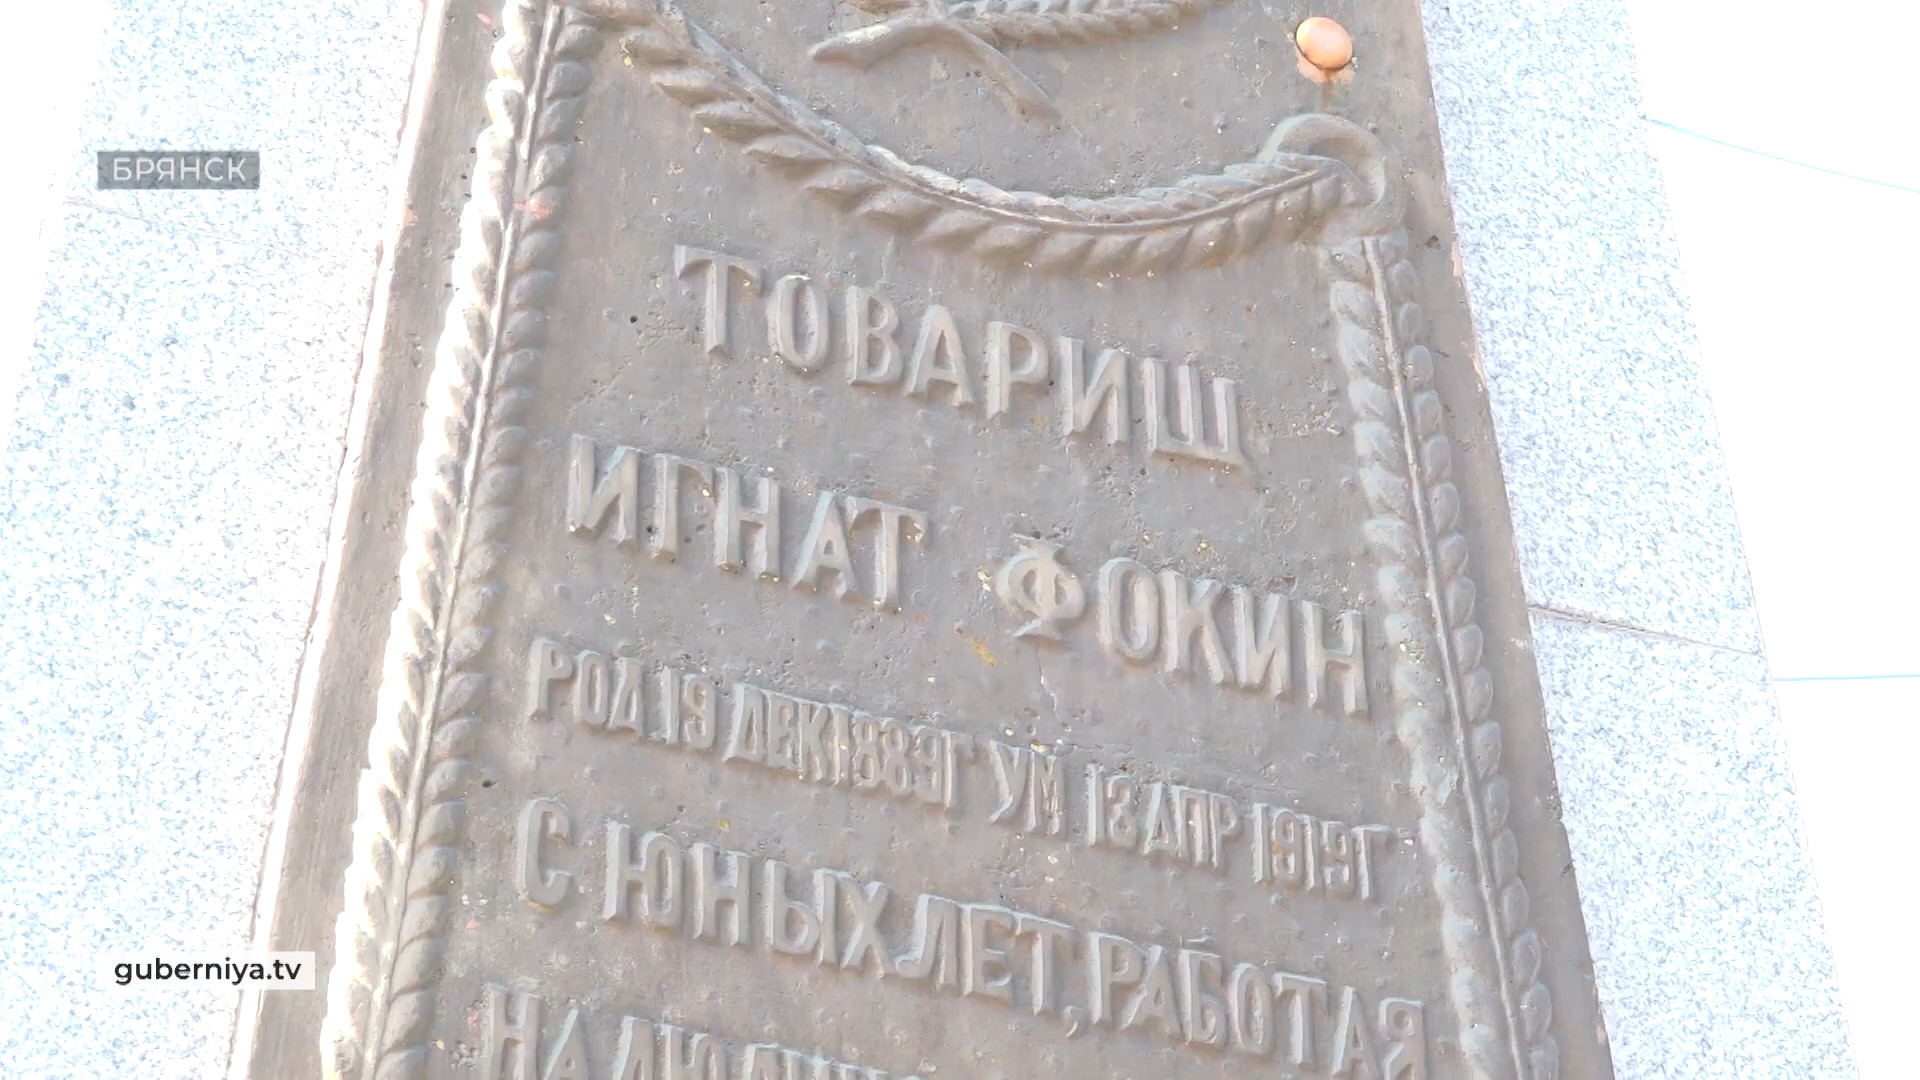 БРЯНСК
ТОВАРИЩ
ИГНАТ ФОКИН
РОД 19 ДЕК 1889Г УМ 13 АПР 1919Г
С ЮНЫХ ЛЕТ, РАБОТАЯ
guberniya.tv